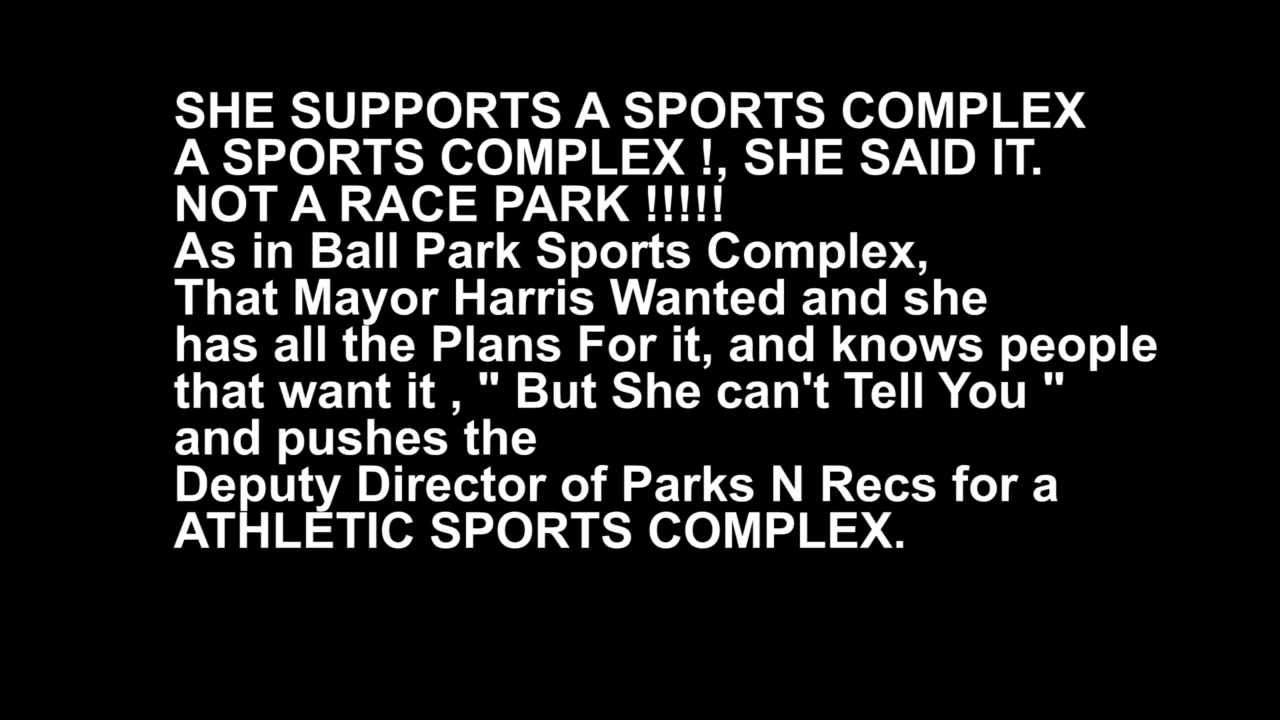 SHE SUPPORTS A SPORTS COMPLEX
A SPORTS COMPLEX !, SHE SAID IT.
NOT A RACE PARK !!!!!
As in Ball Park Sports Complex,
That Mayor Harris Wanted and she
has all the Plans For it, and knows people
that want it , " But She can't Tell You "
and pushes the
Deputy Director of Parks N Recs for a
ATHLETIC SPORTS COMPLEX.